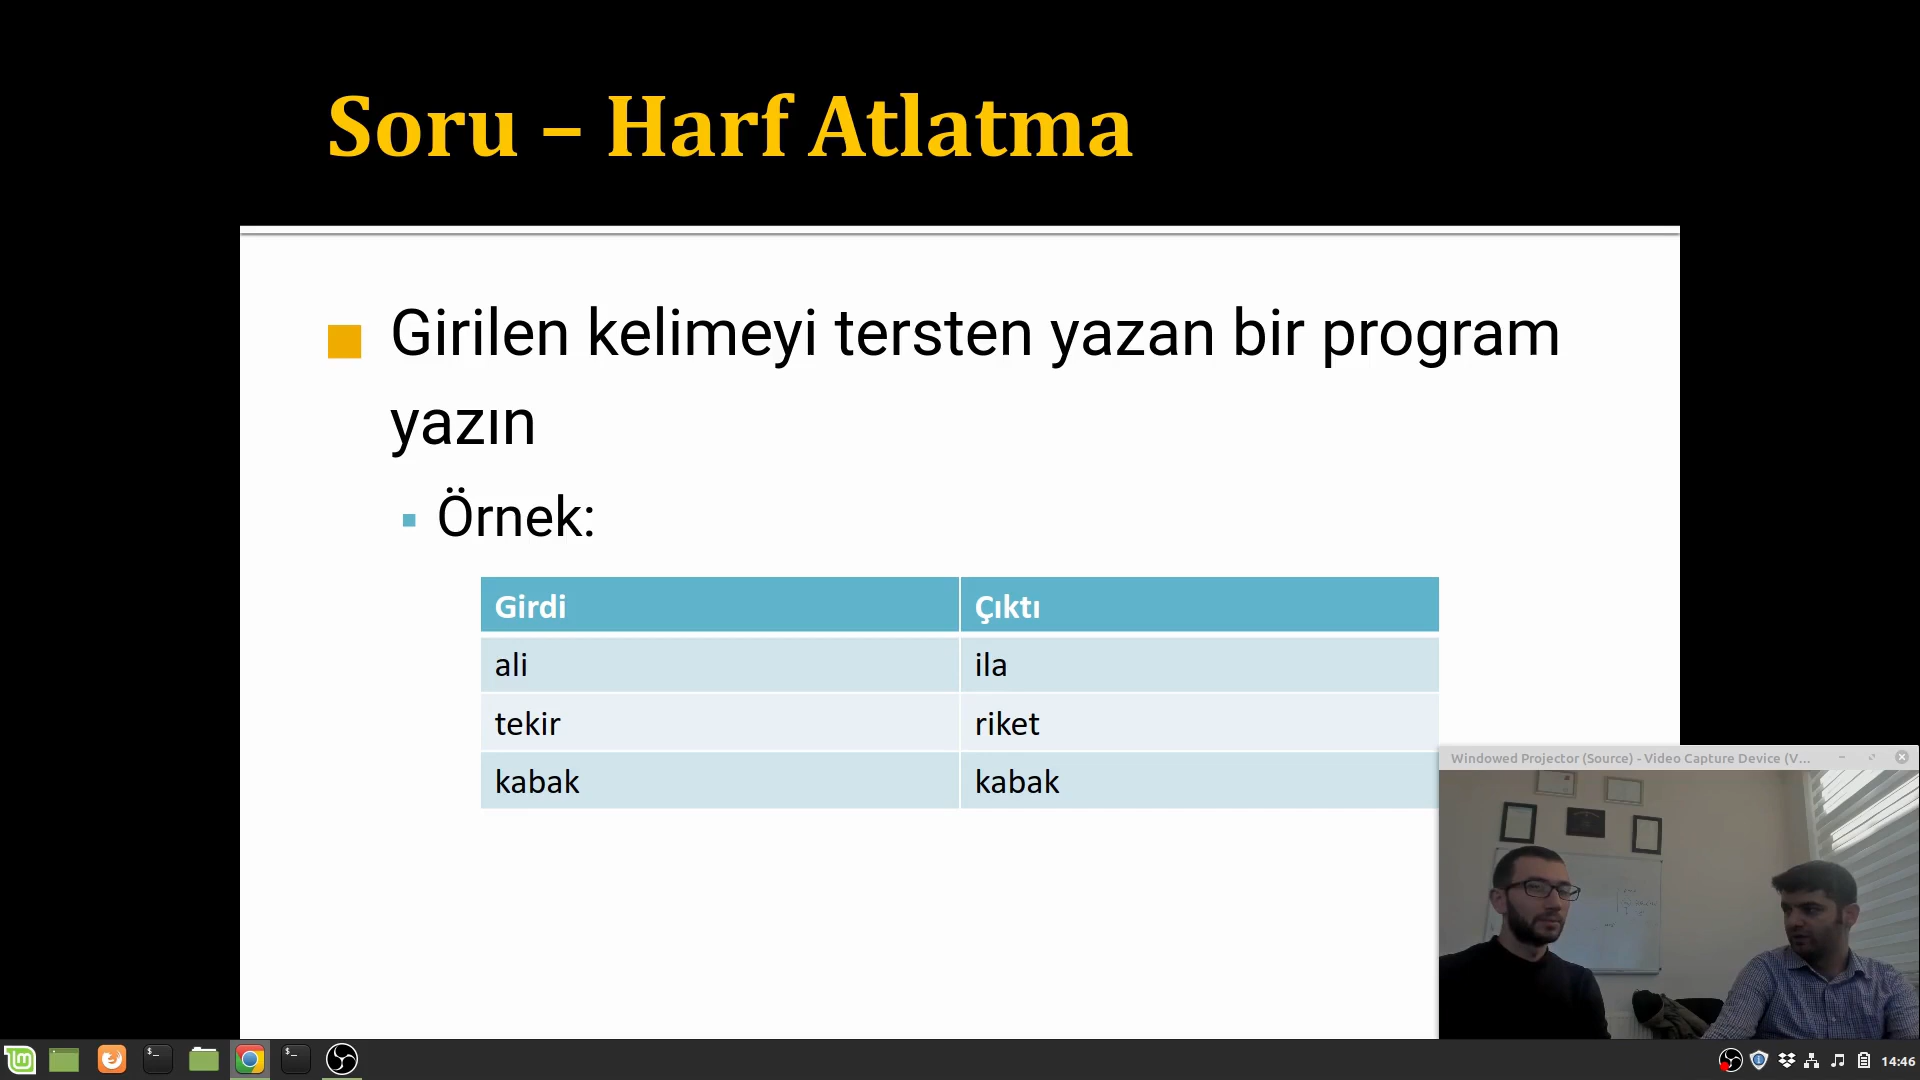 Soru – Harf Atlatma
Girilen kelimeyi tersten yazan bir program
yazın
Örnek:
Girdi Çıktı
ali ila
tekir riket
kabak kabak
Windowed Projector (Source) - Video Capture Device (V...
14:46